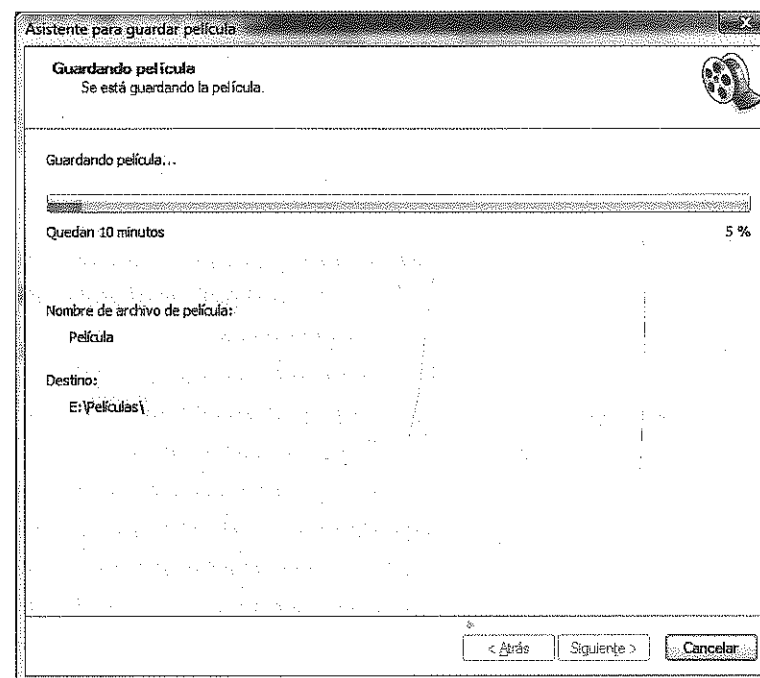 Asistente para guardar película
Guardando película
Se está guardando la película.
Guardando película...
Quedan 10 minutos
5 %
Nombre de archivo de película:
Película
Destino:
E:\Películas\
< Atrás
Siguiente >
Cancelar